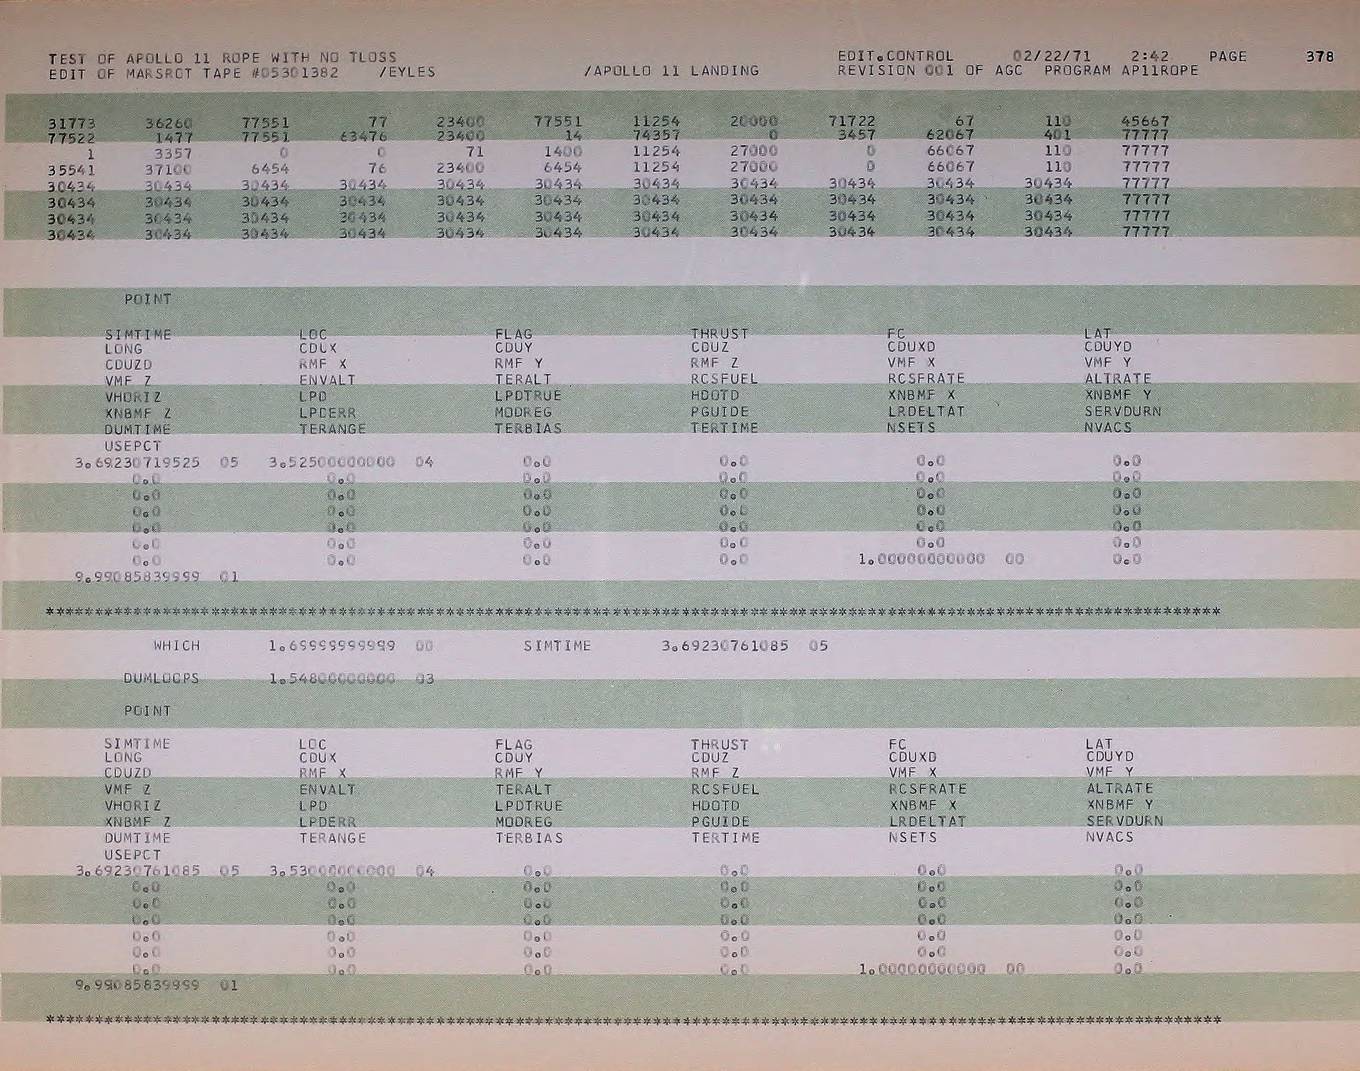 TEST OF APOLLO 11 ROPE WITH NO TLOSS EDIT.CONTROL 02/22/71 2:42 PAGE 378
EDIT OF MARSROT TAPE #05301382 /EYLES /APOLLO 11 LANDING REVISION 001 OF AGC PROGRAM AP11ROPE
31773 36260 77551 77 23400 77551 11254 20000 71722 67 110 45667
77522 1477 77551 63476 23400 14 74357 0 3457 62067 401 77777
1 3357 0 0 71 1400 11254 27000 0 66067 110 77777
35541 37100 6454 76 23400 6454 11254 27000 0 66067 110 77777
30434 30434 30434 30434 30434 30434 30434 30434 30434 30434 30434 77777
30434 30434 30434 30434 30434 30434 30434 30434 30434 30434 30434 77777
30434 30434 30434 30434 30434 30434 30434 30434 30434 30434 30434 77777
30434 30434 30434 30434 30434 30434 30434 30434 30434 30434 30434 77777
POINT
SIMTIME LOC FLAG THRUST FC LAT
LONG CDUX CDUY CDUZ CDUXD CDUYD
CDUZD RMF X RMF Y RMF Z VMF X VMF Y
VMF Z ENVALT TERALT RCSFUEL RCSFRATE ALTRATE
VHORIZ LPD LPDTRUE HDOTD XNBMF X XNBMF Y
XNBMF Z LPDERR MODREG PGUIDE LRDELTAT SERVDURN
DUMTIME TERANGE TERBIAS TERTIME NSETS NVACS
USEPCT
3.69230719525 05 3.52500000000 04 0.0 0.0 0.0 0.0
0.0 0.0 0.0 0.0 0.0 0.0
0.0 0.0 0.0 0.0 0.0 0.0
0.0 0.0 0.0 0.0 0.0 0.0
0.0 0.0 0.0 0.0 0.0 0.0
0.0 0.0 0.0 0.0 0.0 0.0
0.0 0.0 0.0 0.0 1.00000000000 00 0.0
9.99085839999 01
*************************************************************************************************************************
WHICH 1.69999999999 00 SIMTIME 3.69230761085 05
DUMLOOPS 1.54800000000 03
POINT
SIMTIME LOC FLAG THRUST FC LAT
LONG CDUX CDUY CDUZ CDUXD CDUYD
CDUZD RMF X RMF Y RMF Z VMF X VMF Y
VMF Z ENVALT TERALT RCSFUEL RCSFRATE ALTRATE
VHORIZ LPD LPDTRUE HDOTD XNBMF X XNBMF Y
XNBMF Z LPDERR MODREG PGUIDE LRDELTAT SERVDURN
DUMTIME TERANGE TERBIAS TERTIME NSETS NVACS
USEPCT
3.69230761085 05 3.53000000000 04 0.0 0.0 0.0 0.0
0.0 0.0 0.0 0.0 0.0 0.0
0.0 0.0 0.0 0.0 0.0 0.0
0.0 0.0 0.0 0.0 0.0 0.0
0.0 0.0 0.0 0.0 0.0 0.0
0.0 0.0 0.0 0.0 0.0 0.0
0.0 0.0 0.0 0.0 1.00000000000 00 0.0
9.99085839999 01
*************************************************************************************************************************